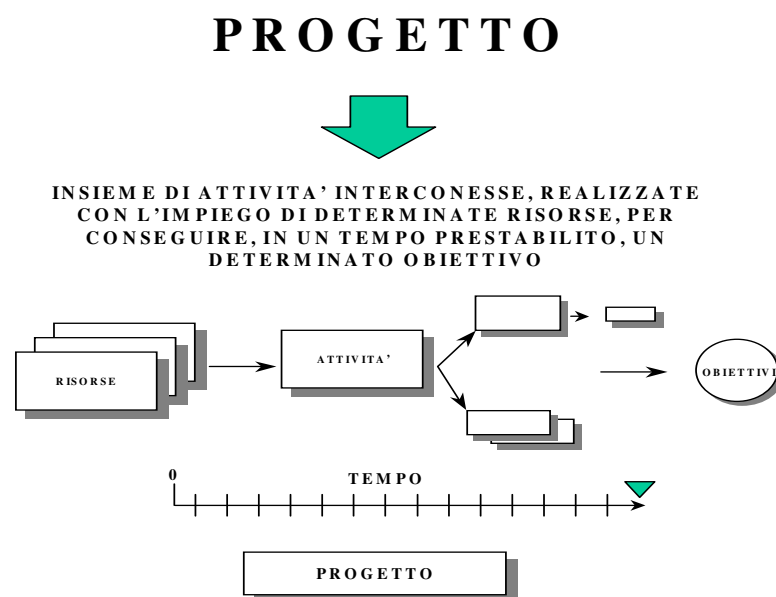 PROGETTO
INSIEME DI ATTIVITA' INTERCONESSE, REALIZZATE
CON L'IMPIEGO DI DETERMINATE RISORSE, PER
CONSEGUIRE, IN UN TEMPO PRESTABILITO, UN
DETERMINATO OBIETTIVO
RISORSE
ATTIVITA'
OBIETTIVI
0
TEMPO
PROGETTO